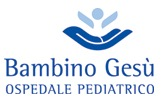 Bambino Gesù
OSPEDALE PEDIATRICO